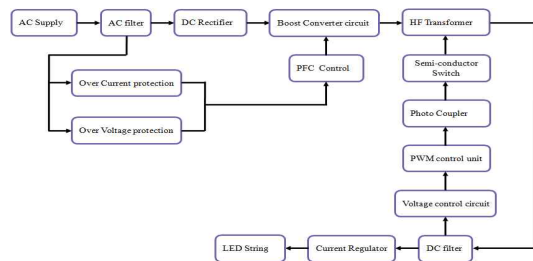 AC Supply
AC filter
DC Rectifier
Boost Converter circuit
HF Transformer
PFC Control
Semi-conductor
Switch
Over Current protection
Photo Coupler
Over Voltage protection
PWM control unit
Voltage control circuit
LED String
Current Regulator
DC filter